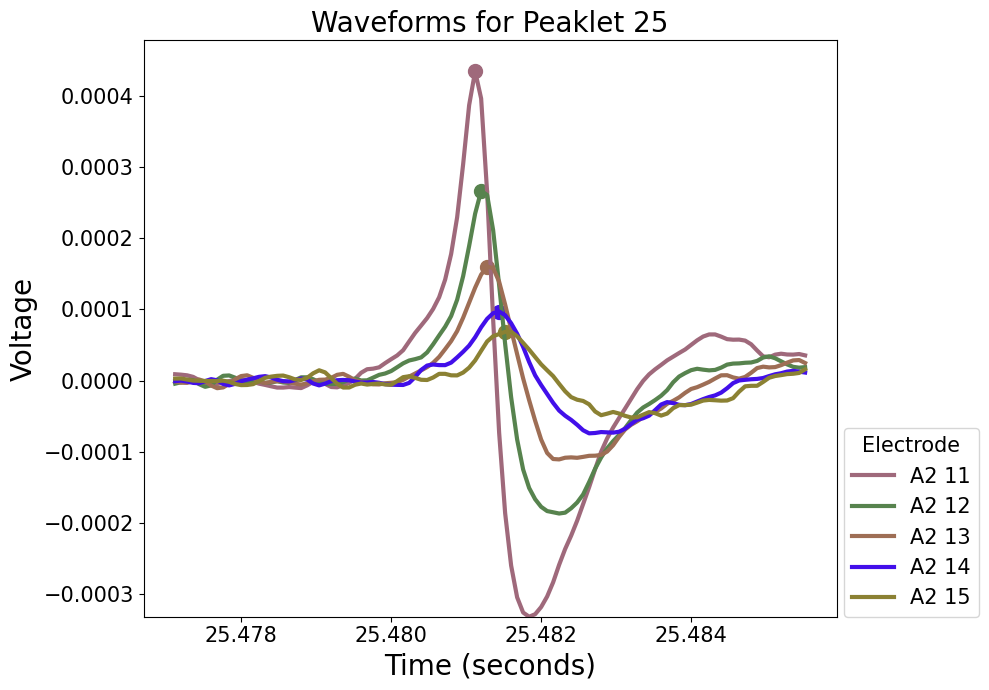 Waveforms for Peaklet 25
Voltage
0.0004
0.0003
0.0002
0.0001
0.0000
−0.0001
−0.0002
−0.0003
25.478 25.480 25.482 25.484
Time (seconds)
Electrode
A2 11
A2 12
A2 13
A2 14
A2 15